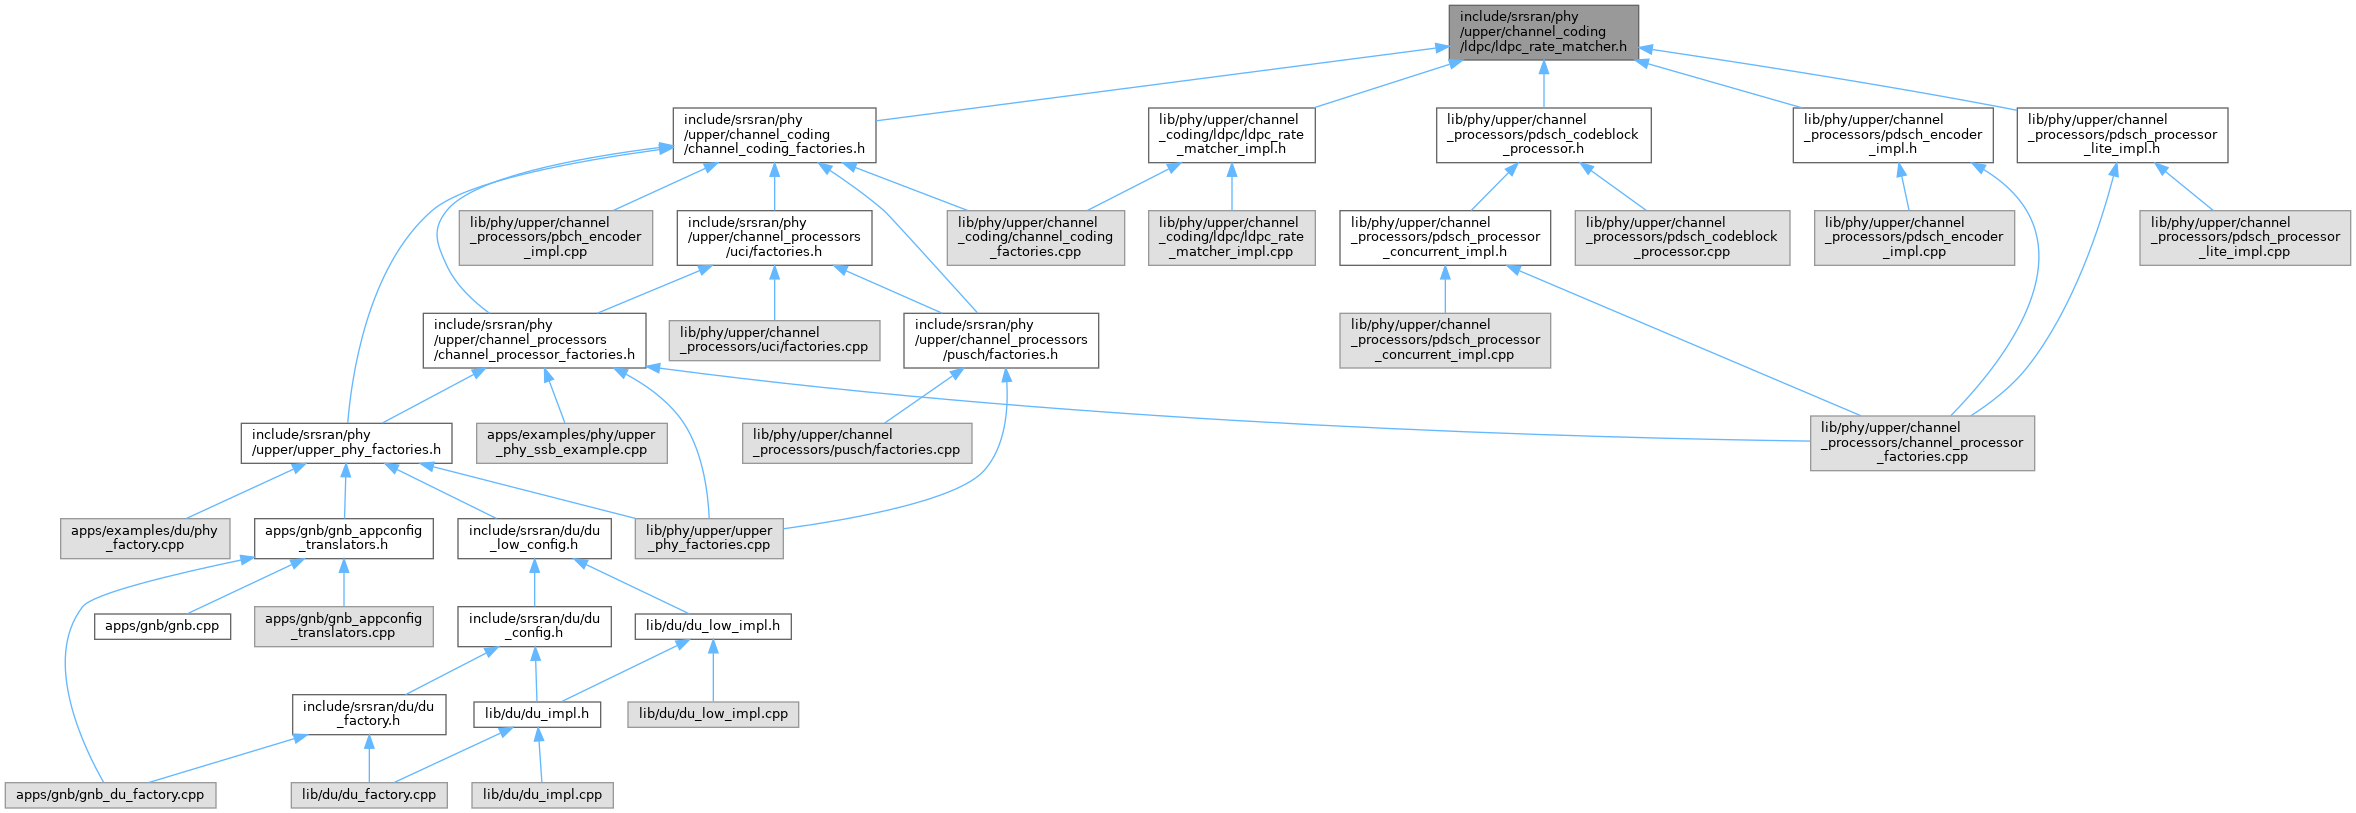 include/srsran/phy
/upper/channel_coding
/ldpc/ldpc_rate_matcher.h
include/srsran/phy
/upper/channel_coding
/channel_coding_factories.h
lib/phy/upper/channel
_coding/ldpc/ldpc_rate
_matcher_impl.h
lib/phy/upper/channel
_processors/pdsch_codeblock
_processor.h
lib/phy/upper/channel
_processors/pdsch_encoder
_impl.h
lib/phy/upper/channel
_processors/pdsch_processor
_lite_impl.h
lib/phy/upper/channel
_processors/pbch_encoder
_impl.cpp
include/srsran/phy
/upper/channel_processors
/uci/factories.h
lib/phy/upper/channel
_coding/channel_coding
_factories.cpp
lib/phy/upper/channel
_coding/ldpc/ldpc_rate
_matcher_impl.cpp
lib/phy/upper/channel
_processors/pdsch_processor
_concurrent_impl.h
lib/phy/upper/channel
_processors/pdsch_codeblock
_processor.cpp
lib/phy/upper/channel
_processors/pdsch_encoder
_impl.cpp
lib/phy/upper/channel
_processors/pdsch_processor
_lite_impl.cpp
include/srsran/phy
/upper/channel_processors
/channel_processor_factories.h
lib/phy/upper/channel
_processors/uci/factories.cpp
include/srsran/phy
/upper/channel_processors
/pusch/factories.h
lib/phy/upper/channel
_processors/pdsch_processor
_concurrent_impl.cpp
include/srsran/phy
/upper/upper_phy_factories.h
apps/examples/phy/upper
_phy_ssb_example.cpp
lib/phy/upper/channel
_processors/pusch/factories.cpp
lib/phy/upper/channel
_processors/channel_processor
_factories.cpp
apps/examples/du/phy
_factory.cpp
apps/gnb/gnb_appconfig
_translators.h
include/srsran/du/du
_low_config.h
lib/phy/upper/upper
_phy_factories.cpp
apps/gnb/gnb.cpp
apps/gnb/gnb_appconfig
_translators.cpp
include/srsran/du/du
_config.h
lib/du/du_low_impl.h
include/srsran/du/du
_factory.h
lib/du/du_impl.h
lib/du/du_low_impl.cpp
apps/gnb/gnb_du_factory.cpp
lib/du/du_factory.cpp
lib/du/du_impl.cpp